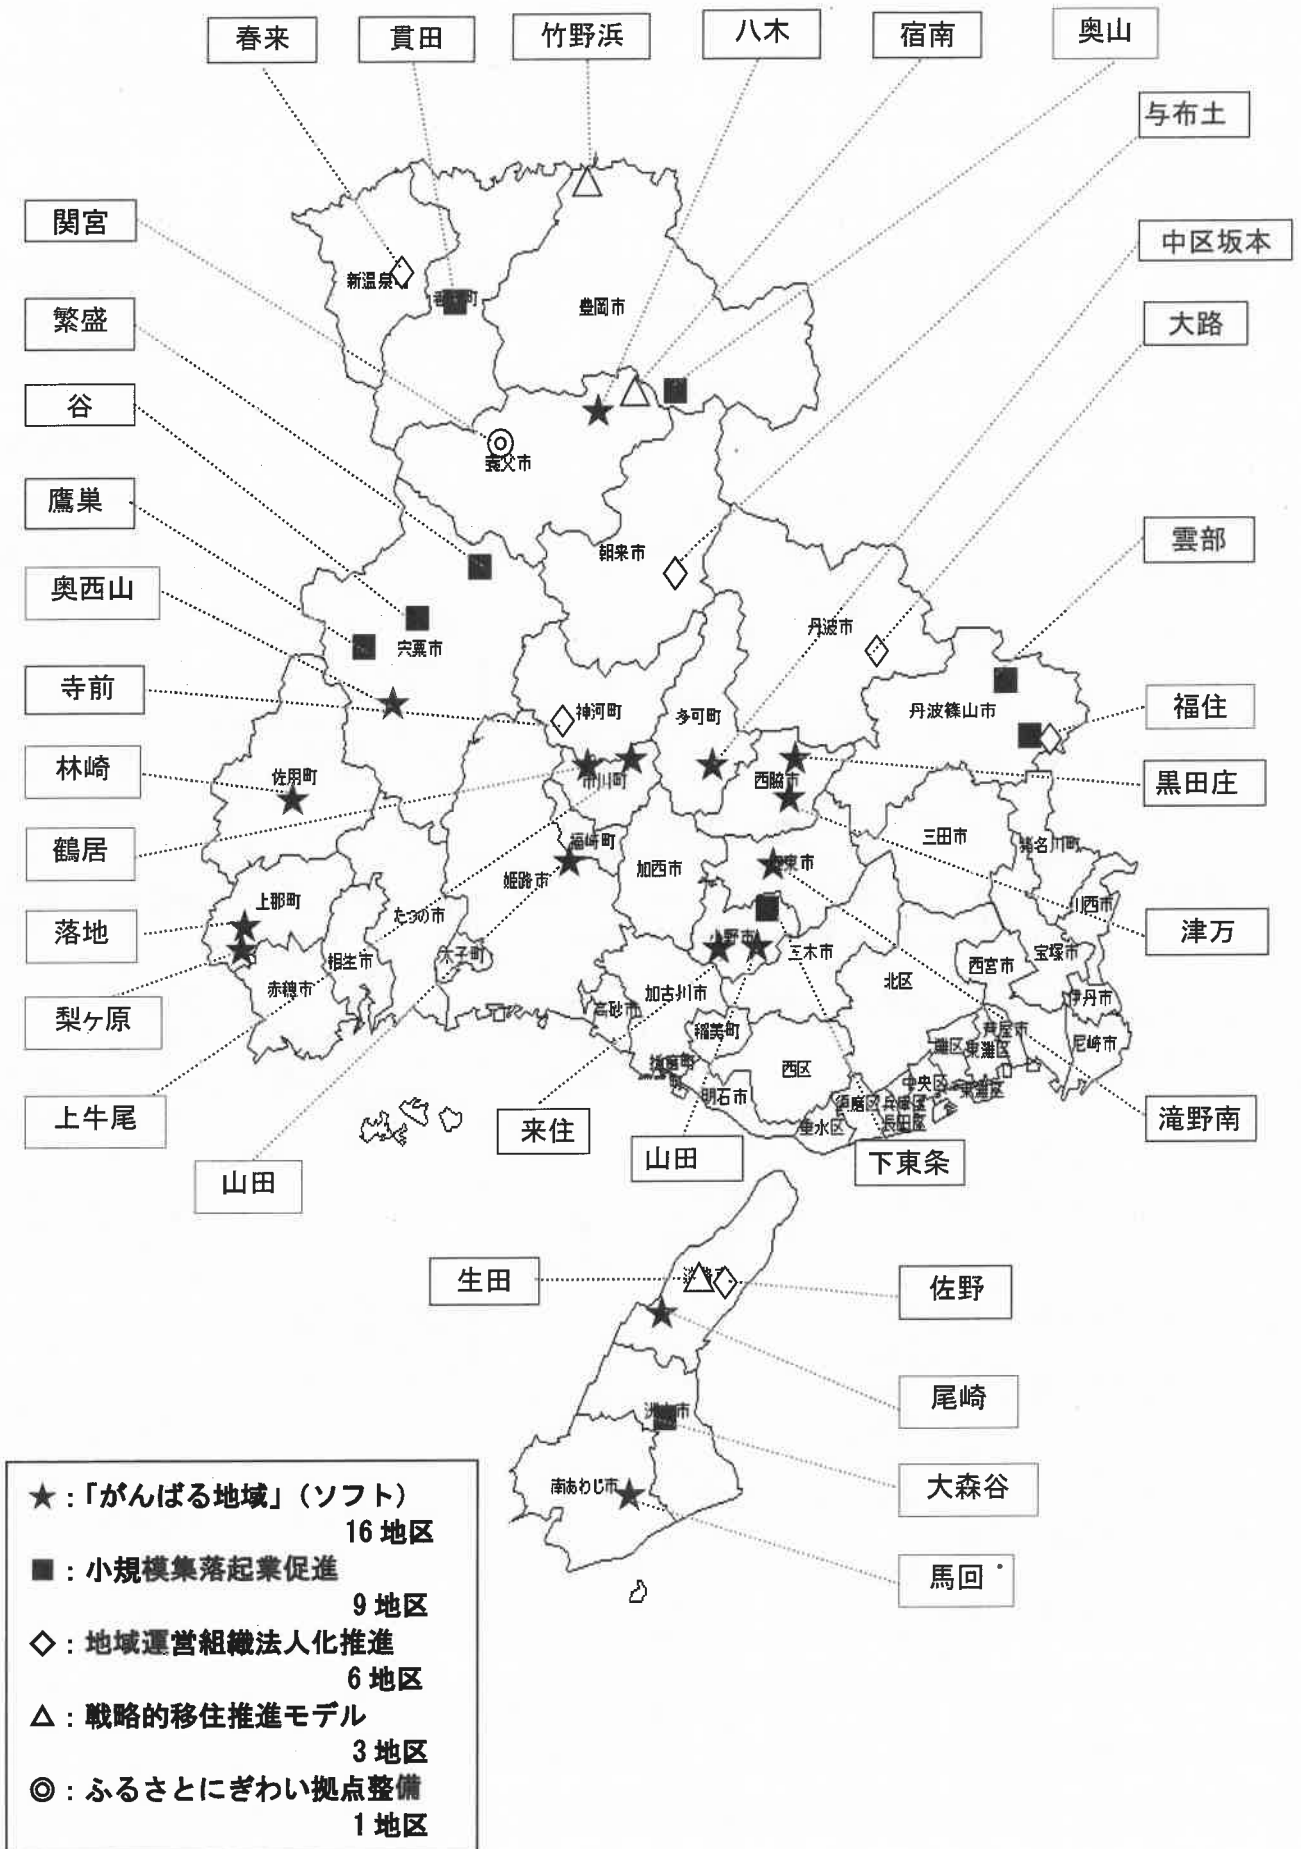 春来
貫田
竹野浜
八木
宿南
奥山
与布土
関宮
中区坂本
繁盛
大路
谷
鷹巣
雲部
奥西山
寺前
福住
林崎
黒田庄
鶴居
落地
津万
梨ヶ原
上牛尾
滝野南
来住
山田
下東条
山田
生田
佐野
尾崎
大森谷
馬回
新温泉
豊岡市
養父市
朝来市
丹波市
宍粟市
神河町
多可町
丹波篠山市
佐用町
市川町
西脇市
福崎町
三田市
猪名川町
姫路市
加西市
上郡町
たつの市
川西市
小野市
三木市
相生市
太子町
北区
西宮市
宝塚市
赤穂市
高砂市
加古川市
伊丹市
稲美町
芦屋市
尼崎市
灘区
東灘区
西区
明石市
中央区
東灘区
須磨区
兵庫区
長田区
垂水区
南あわじ市
★：「がんばる地域」（ソフト）
16 地区
■：小規模集落起業促進
9 地区
◇：地域運営組織法人化推進
6 地区
△：戦略的移住推進モデル
3 地区
◎：ふるさとにぎわい拠点整備
1 地区